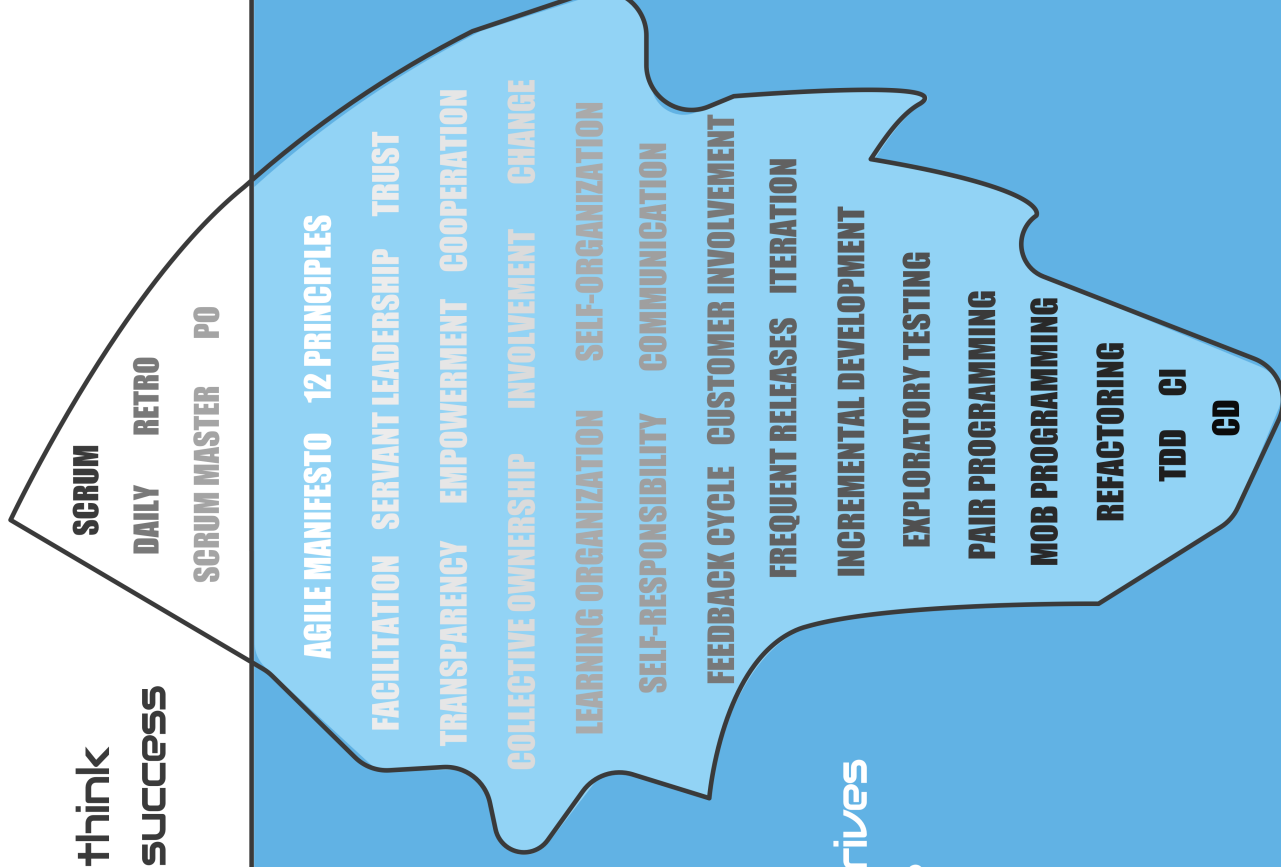 think
success
SCRUM
DAILY RETRO
SCRUM MASTER PO
AGILE MANIFESTO 12 PRINCIPLES
FACILITATION SERVANT LEADERSHIP TRUST
TRANSPARENCY EMPOWERMENT COOPERATION
COLLECTIVE OWNERSHIP INVOLVEMENT CHANGE
LEARNING ORGANIZATION SELF-ORGANIZATION
SELF-RESPONSIBILITY COMMUNICATION
FEEDBACK CYCLE CUSTOMER INVOLVEMENT
FREQUENT RELEASES ITERATION
INCREMENTAL DEVELOPMENT
EXPLORATORY TESTING
PAIR PROGRAMMING
MOB PROGRAMMING
REFACTORING
TDD CI
CD
rives